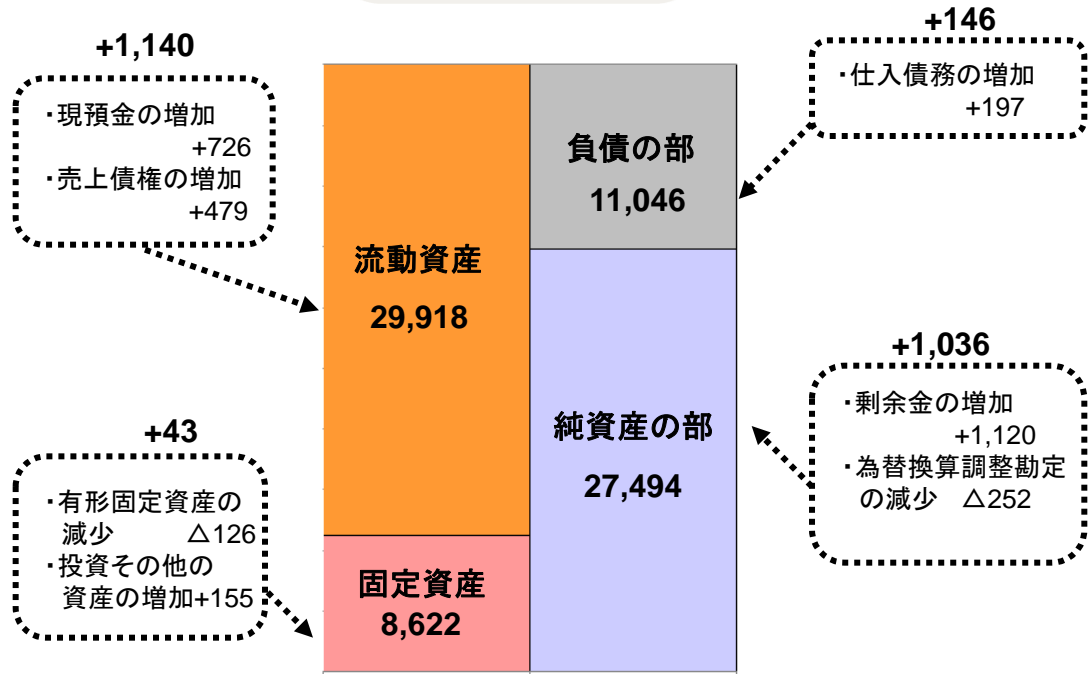 +1,140
・現預金の増加
+726
・売上債権の増加
+479
+43
・有形固定資産の
減少 △126
・投資その他の
資産の増加+155
流動資産
29,918
固定資産
8,622
負債の部
11,046
純資産の部
27,494
+146
・仕入債務の増加
+197
+1,036
・剰余金の増加
+1,120
・為替換算調整勘定
の減少 △252